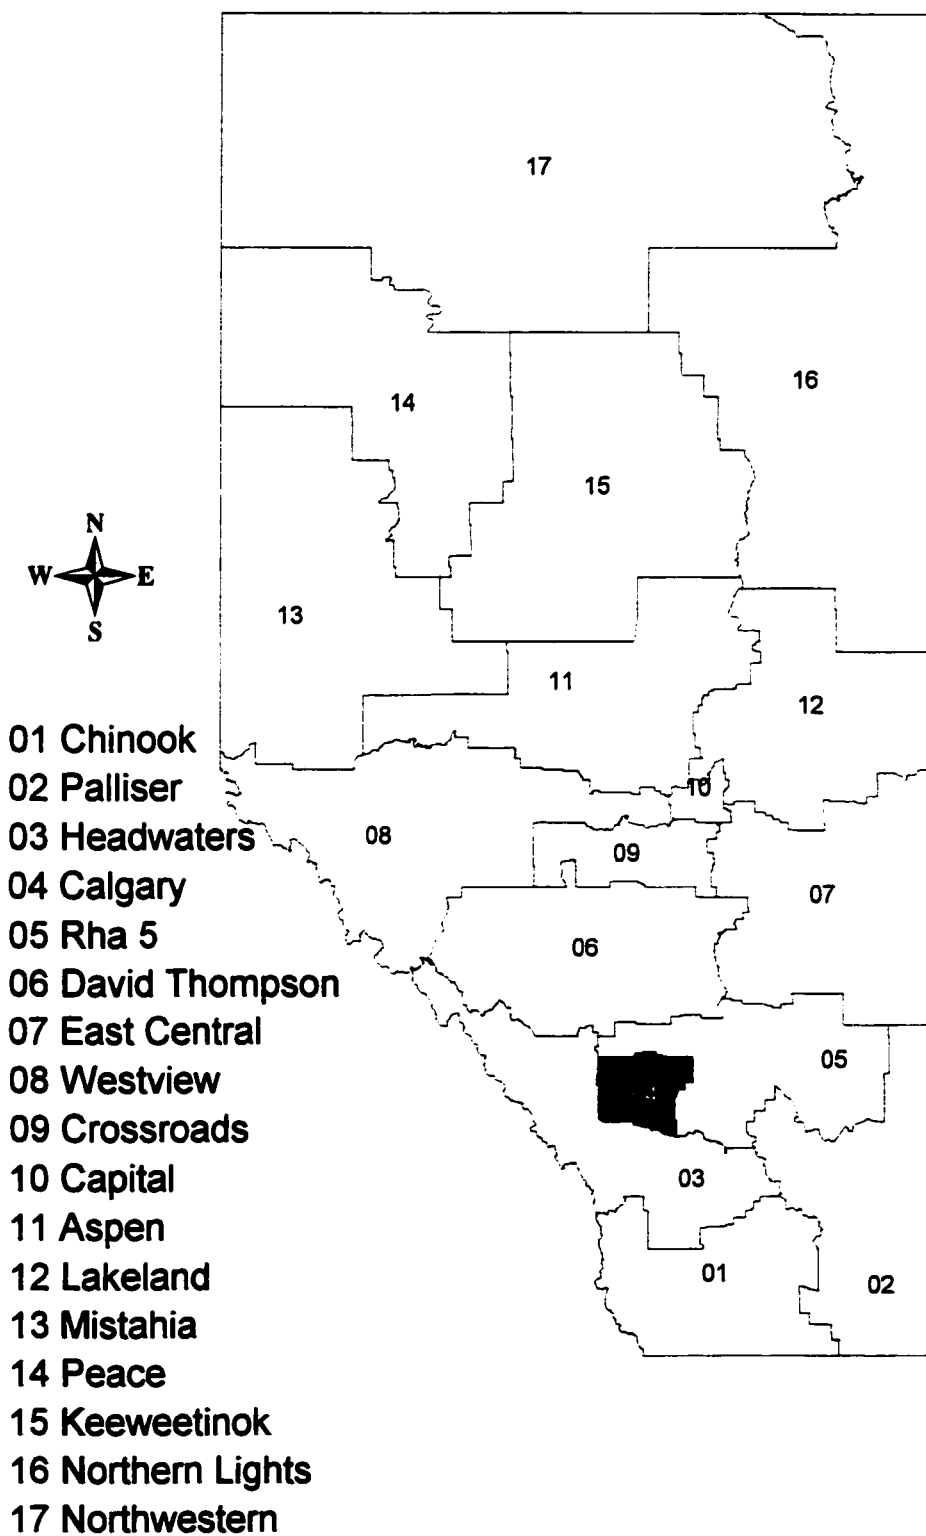 17
16
14
15
N
W E
S
13
11
12
10
08
09
07
06
05
03
01
02
01 Chinook
02 Palliser
03 Headwaters
04 Calgary
05 Rha 5
06 David Thompson
07 East Central
08 Westview
09 Crossroads
10 Capital
11 Aspen
12 Lakeland
13 Mistahia
14 Peace
15 Keeweetinok
16 Northern Lights
17 Northwestern